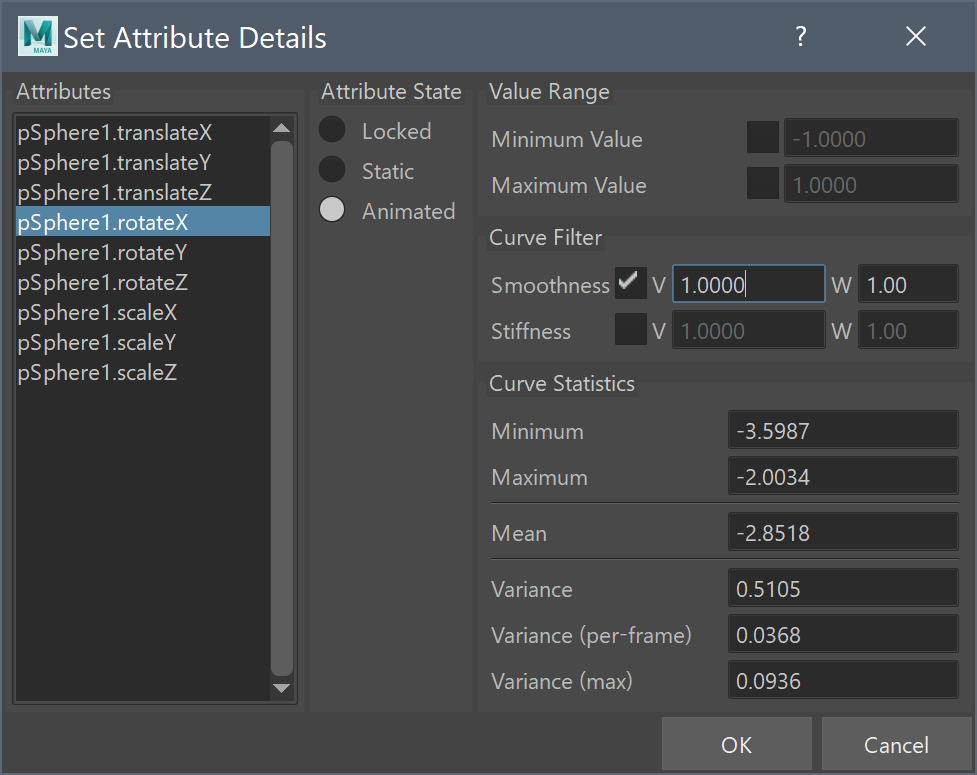 M MAYA Set Attribute Details ?
Attributes
pSphere1.translateX
pSphere1.translateY
pSphere1.translateZ
pSphere1.rotateX
pSphere1.rotateY
pSphere1.rotateZ
pSphere1.scaleX
pSphere1.scaleY
pSphere1.scaleZ
Attribute State
Locked
Static
Animated
Value Range
Minimum Value -1.0000
Maximum Value 1.0000
Curve Filter
Smoothness V 1.0000 W 1.00
Stiffness V 1.0000 W 1.00
Curve Statistics
Minimum -3.5987
Maximum -2.0034
Mean -2.8518
Variance 0.5105
Variance (per-frame) 0.0368
Variance (max) 0.0936
OK Cancel